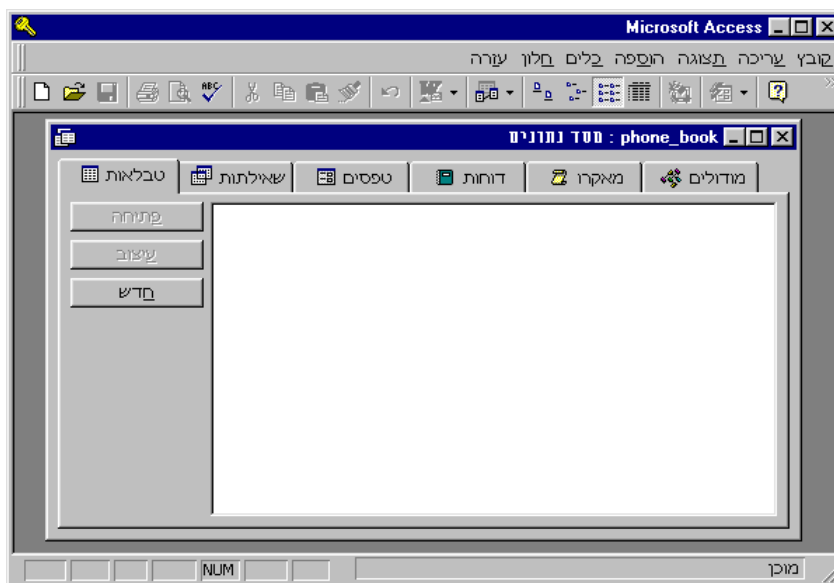 Microsoft Access
קובץ עריכה תצוגה הוספה כלים חלון עזרה
ABC
phone_book : מסד נתונים
טבלאות שאילתות טפסים דוחות מאקרו מודולים
פתיחה
עיצוב
חדש
מוכן
NUM